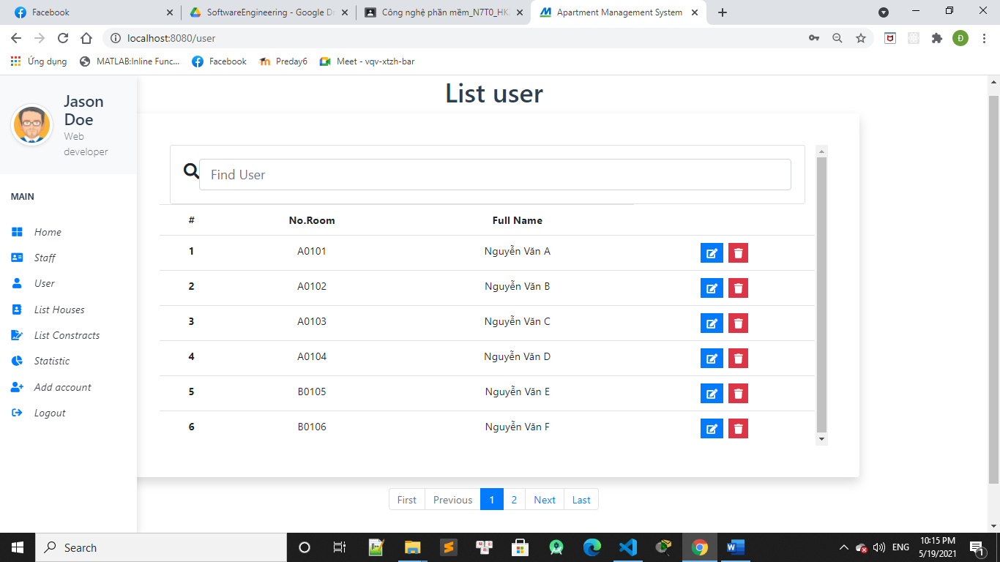 Facebook
SoftwareEngineering - Google Dr
Công nghệ phần mềm_N7T0_HK2
Apartment Management System
localhost:8080/user
Đ
Ứng dụng
MATLAB:Inline Func...
Facebook
Preday6
Meet - vqv-xtzh-bar
Jason
Doe
Web
developer
MAIN
Home
Staff
User
List Houses
List Constracts
Statistic
Add account
Logout
List user
Find User
# No.Room Full Name
1 A0101 Nguyễn Văn A
2 A0102 Nguyễn Văn B
3 A0103 Nguyễn Văn C
4 A0104 Nguyễn Văn D
5 B0105 Nguyễn Văn E
6 B0106 Nguyễn Văn F
First Previous 1 2 Next Last
Search
ENG
10:15 PM
5/19/2021
1